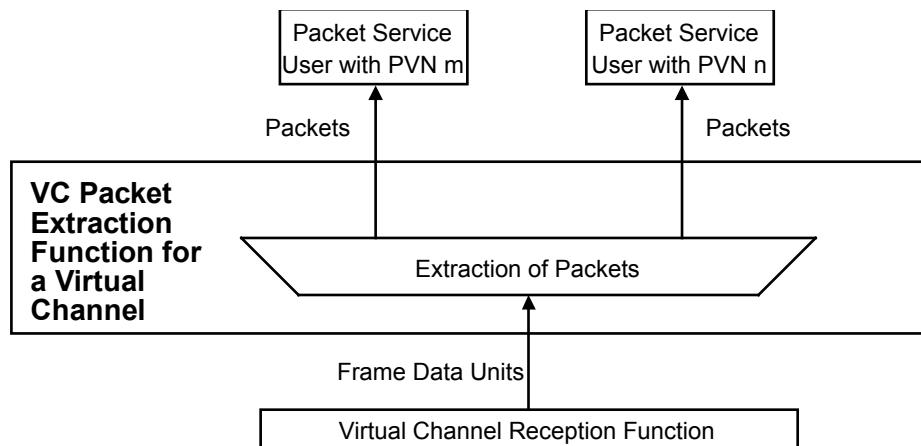 Packet Service
User with PVN m
Packet Service
User with PVN n
Packets
Packets
VC Packet
Extraction
Function for
a Virtual
Channel
Extraction of Packets
Frame Data Units
Virtual Channel Reception Function